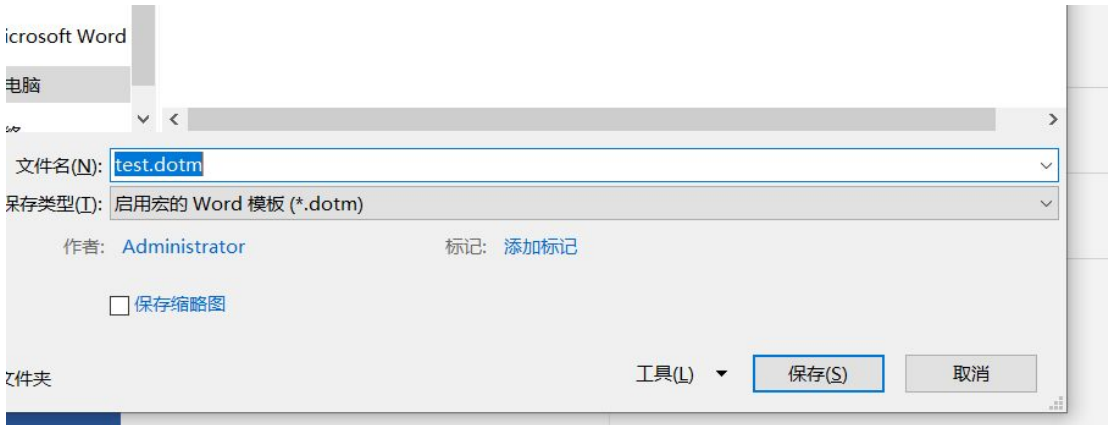 icrosoft Word
电脑
文件名(N): test.dotm
保存类型(T): 启用宏的 Word 模板 (*.dotm)
作者: Administrator 标记: 添加标记
保存缩略图
文件夹 工具(L) 保存(S) 取消